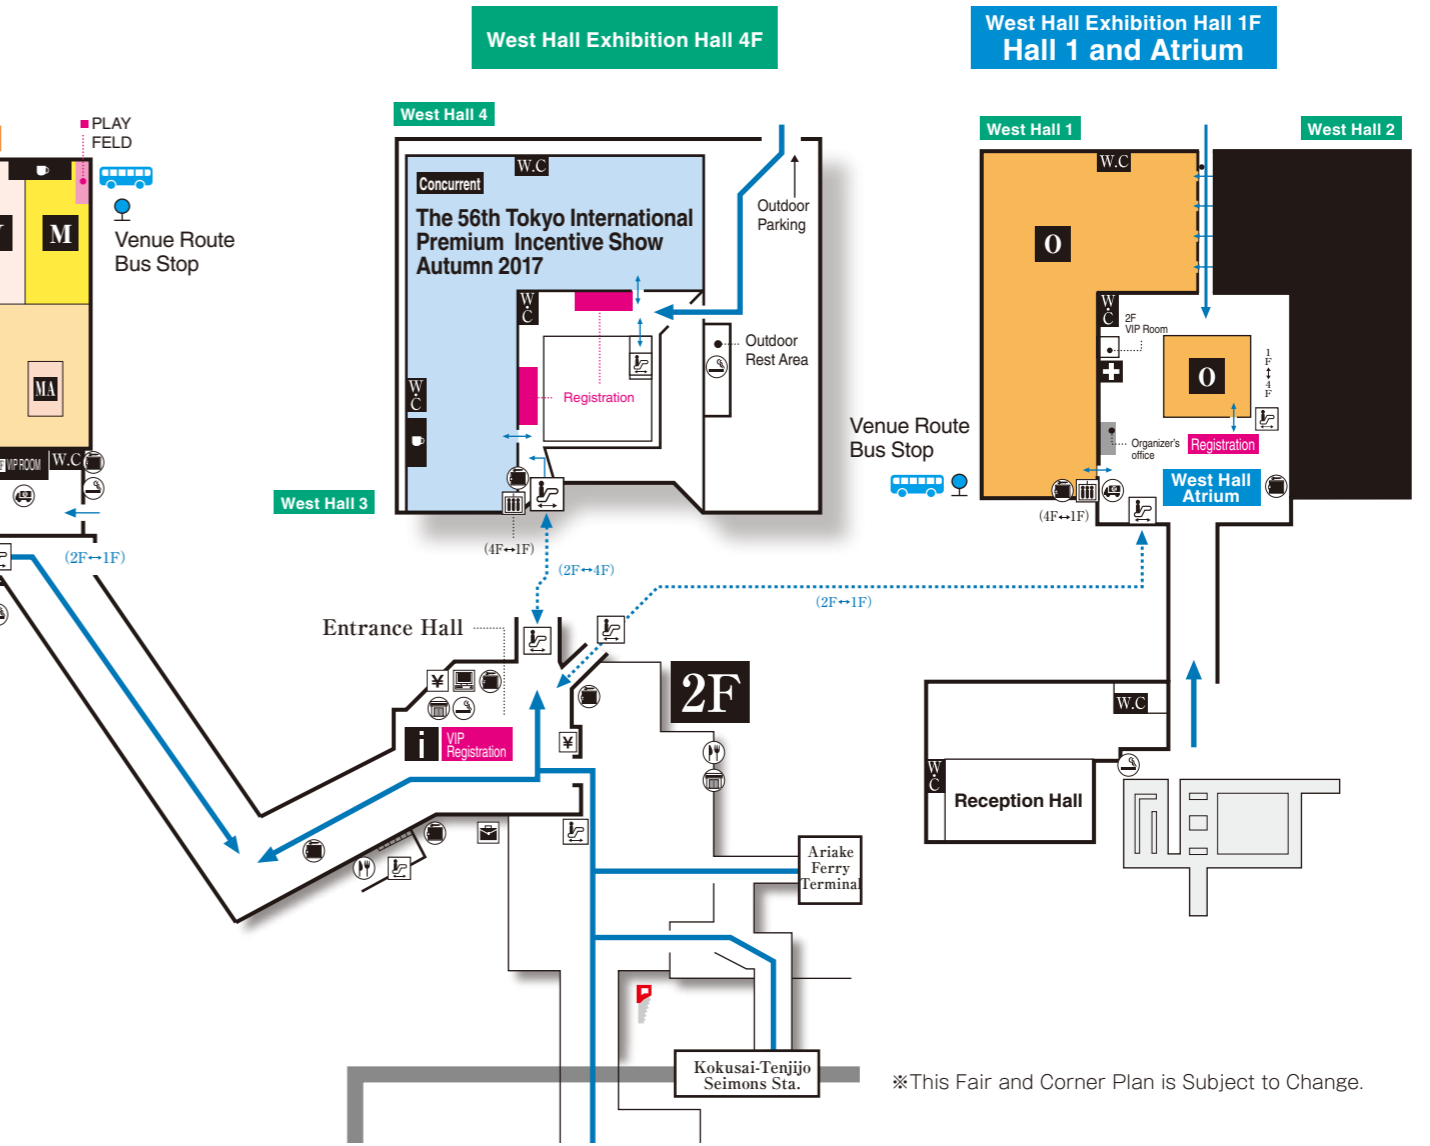 West Hall Exhibition Hall 4F
West Hall Exhibition Hall 1F
Hall 1 and Atrium
PLAY
FELD
M
Venue Route
Bus Stop
MA
VIP ROOM
W.C
(2F↔1F)
West Hall 4
W.C
Concurrent
The 56th Tokyo International
Premium Incentive Show
Autumn 2017
Outdoor
Parking
W.C
Outdoor
Rest Area
W.C
Registration
West Hall 3
(4F↔1F)
(2F↔4F)
West Hall 1
West Hall 2
W.C
O
W.C
2F
VIP Room
O
1F↔4F
Venue Route
Bus Stop
Organizer's
office
Registration
West Hall
Atrium
(4F↔1F)
(2F↔1F)
Entrance Hall
¥
2F
i
VIP
Registration
¥
W.C
W.C
Reception Hall
Ariake
Ferry
Terminal
P
Kokusai-Tenjijo
Seimons Sta.
※This Fair and Corner Plan is Subject to Change.